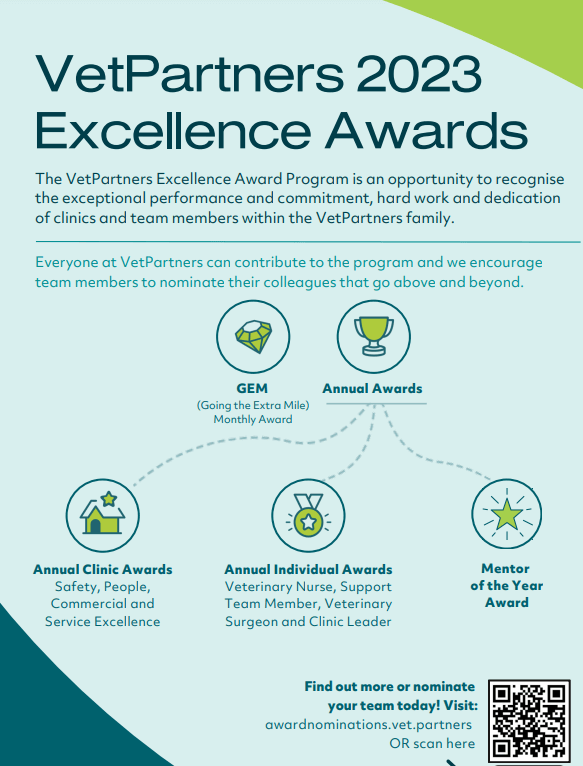 VetPartners 2023
Excellence Awards
The VetPartners Excellence Award Program is an opportunity to recognise
the exceptional performance and commitment, hard work and dedication
of clinics and team members within the VetPartners family.
Everyone at VetPartners can contribute to the program and we encourage
team members to nominate their colleagues that go above and beyond.
GEM
(Going the Extra Mile)
Monthly Award
Annual Awards
Annual Clinic Awards
Safety, People,
Commercial and
Service Excellence
Annual Individual Awards
Veterinary Nurse, Support
Team Member, Veterinary
Surgeon and Clinic Leader
Mentor
of the Year
Award
Find out more or nominate
your team today! Visit:
awardnominations.vet.partners
OR scan here